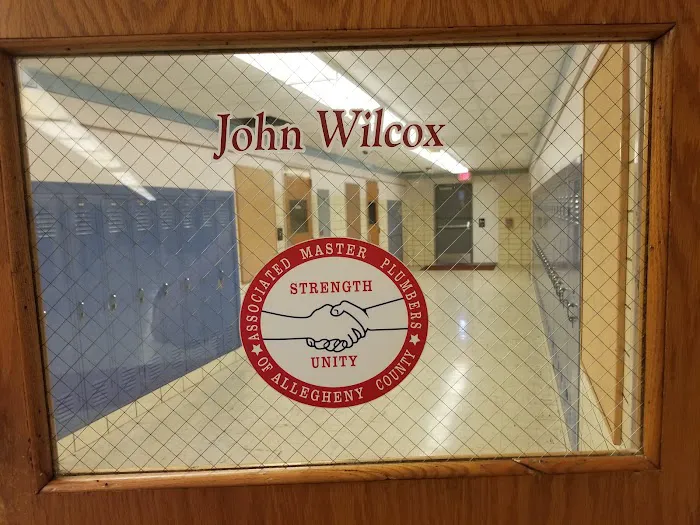 John Wilcox
ASSOCIATED MASTER PLUMBERS
STRENGTH
UNITY
OF ALLEGHENY COUNTY